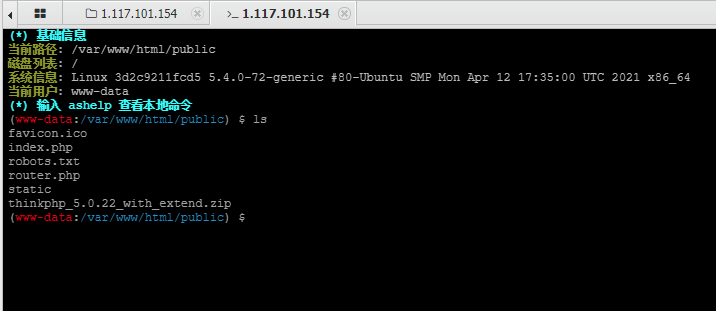 1.117.101.154
1.117.101.154
(*) 基础信息
当前路径: /var/www/html/public
磁盘列表: /
系统信息: Linux 3d2c9211fcd5 5.4.0-72-generic #80-Ubuntu SMP Mon Apr 12 17:35:00 UTC 2021 x86_64
当前用户: www-data
(*) 输入 ashelp 查看本地命令
(www-data:/var/www/html/public) $ ls
favicon.ico
index.php
robots.txt
router.php
static
thinkphp_5.0.22_with_extend.zip
(www-data:/var/www/html/public) $